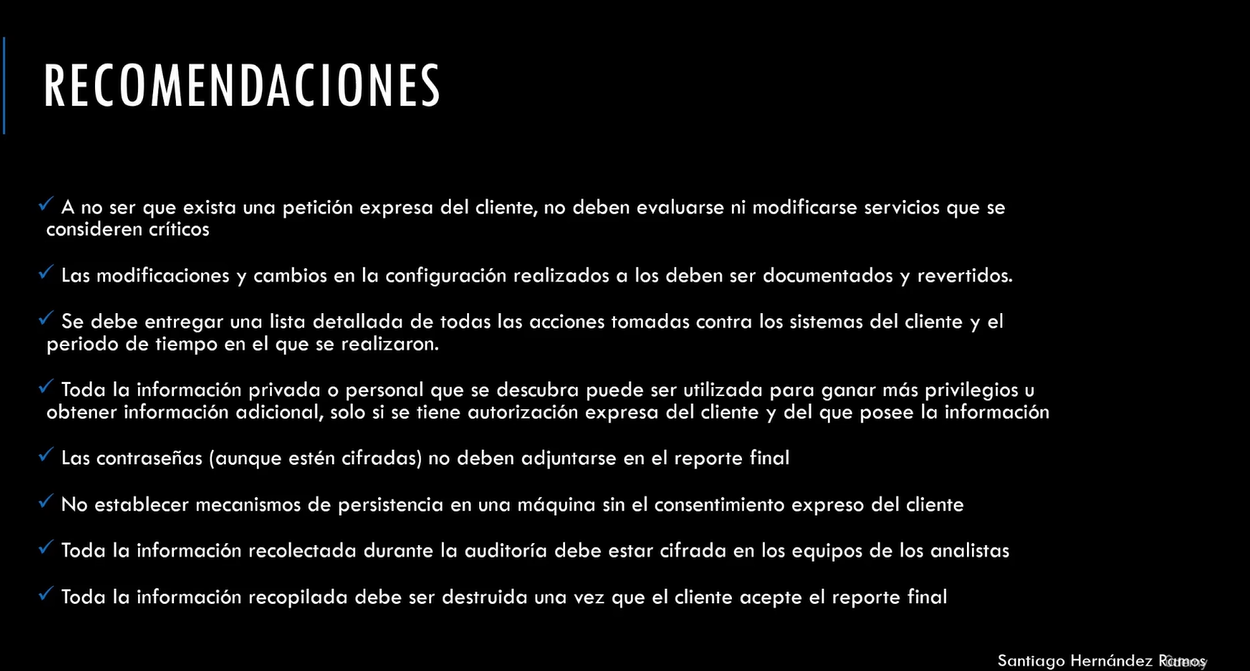 RECOMENDACIONES
✓ A no ser que exista una petición expresa del cliente, no deben evaluarse ni modificarse servicios que se
consideren críticos
✓ Las modificaciones y cambios en la configuración realizados a los deben ser documentados y revertidos.
✓ Se debe entregar una lista detallada de todas las acciones tomadas contra los sistemas del cliente y el
periodo de tiempo en el que se realizaron.
✓ Toda la información privada o personal que se descubra puede ser utilizada para ganar más privilegios u
obtener información adicional, solo si se tiene autorización expresa del cliente y del que posee la información
✓ Las contraseñas (aunque estén cifradas) no deben adjuntarse en el reporte final
✓ No establecer mecanismos de persistencia en una máquina sin el consentimiento expreso del cliente
✓ Toda la información recolectada durante la auditoría debe estar cifrada en los equipos de los analistas
✓ Toda la información recopilada debe ser destruida una vez que el cliente acepte el reporte final
Santiago Hernández Ramos